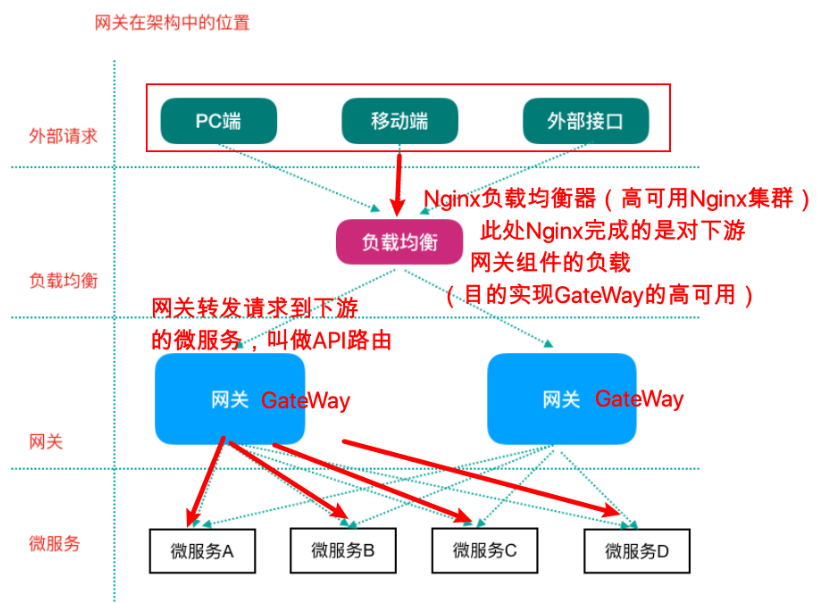 网关在架构中的位置
外部请求
PC端
移动端
外部接口
Nginx负载均衡器（高可用Nginx集群）
此处Nginx完成的是对下游
网关组件的负载
（目的实现GateWay的高可用）
负载均衡
负载均衡
网关转发请求到下游
的微服务，叫做API路由
网关 GateWay
网关 GateWay
网关
微服务
微服务A
微服务B
微服务C
微服务D